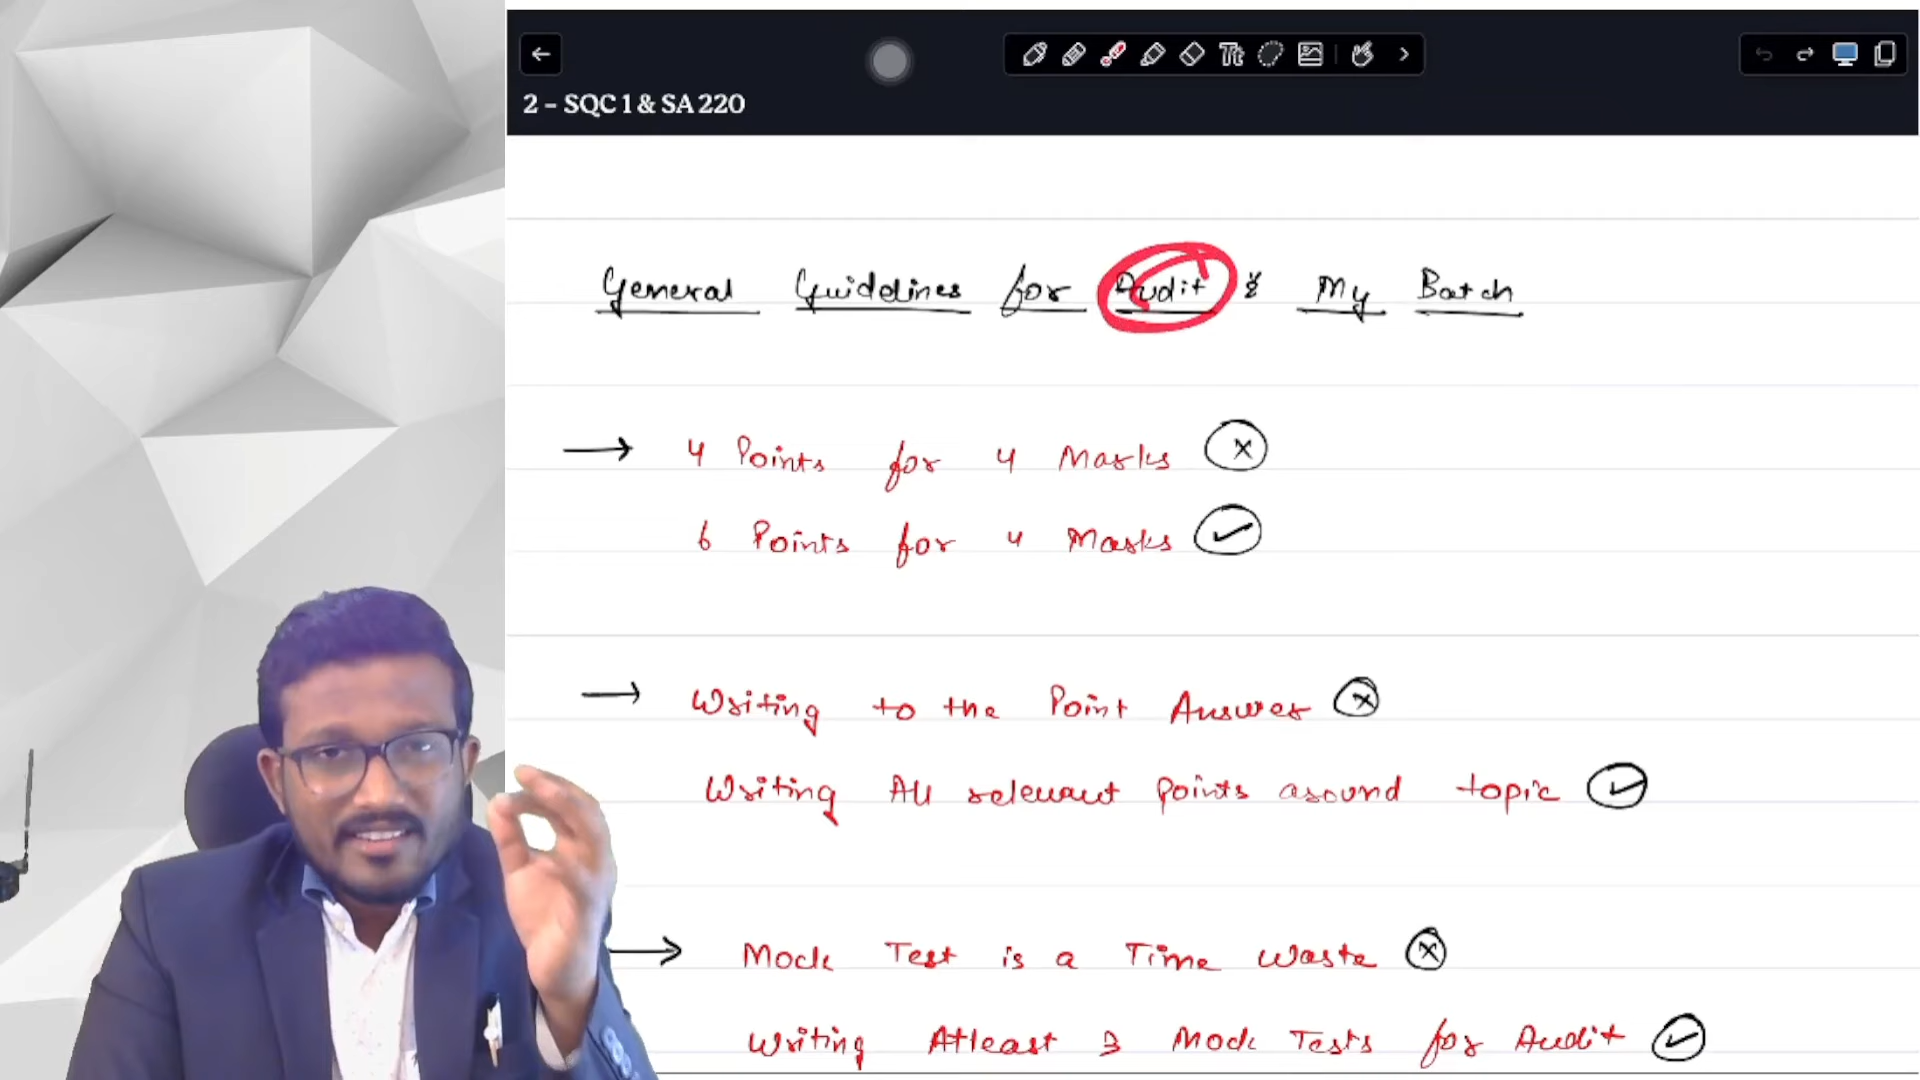 2 - SQC 1 & SA 220
General Guidelines for Audit & My Batch
→ 4 Points for 4 Marks ⓧ
6 Points for 4 Marks ✓
→ Writing to the Point Answer ⓧ
Writing All relevant points around topic ✓
→ Mock Test is a Time Waste ⓧ
Writing Atleast 3 Mock Tests for Audit ✓